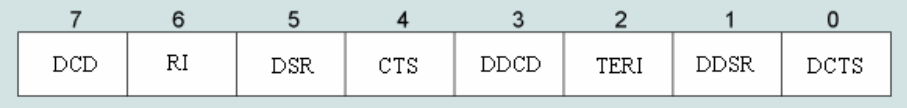 7 6 5 4 3 2 1 0
DCD RI DSR CTS DDCD TERI DDSR DCTS